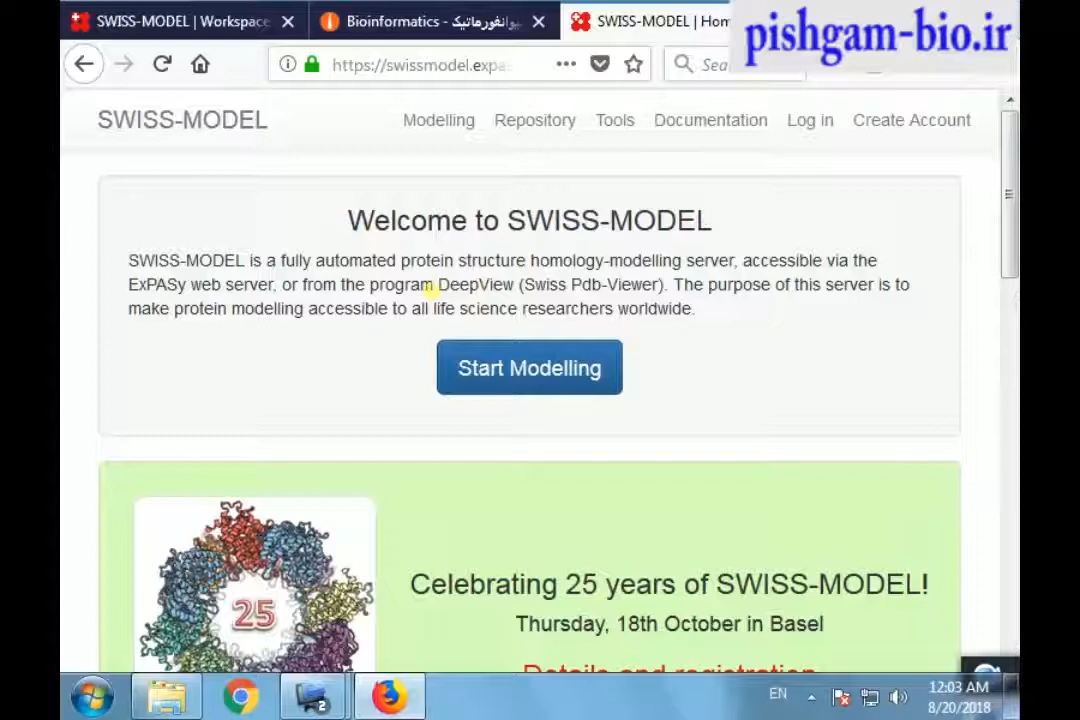 SWISS-MODEL | Workspace
Bioinformatics - بیوانفورماتیک
SWISS-MODEL | Hom
pishgam-bio.ir
https://swissmodel.expa
Sea
SWISS-MODEL
Modelling Repository Tools Documentation Log in Create Account
Welcome to SWISS-MODEL
SWISS-MODEL is a fully automated protein structure homology-modelling server, accessible via the
ExPASy web server, or from the program DeepView (Swiss Pdb-Viewer). The purpose of this server is to
make protein modelling accessible to all life science researchers worldwide.
Start Modelling
25
Celebrating 25 years of SWISS-MODEL!
Thursday, 18th October in Basel
Details and registration
2
EN
12:03 AM
8/20/2018